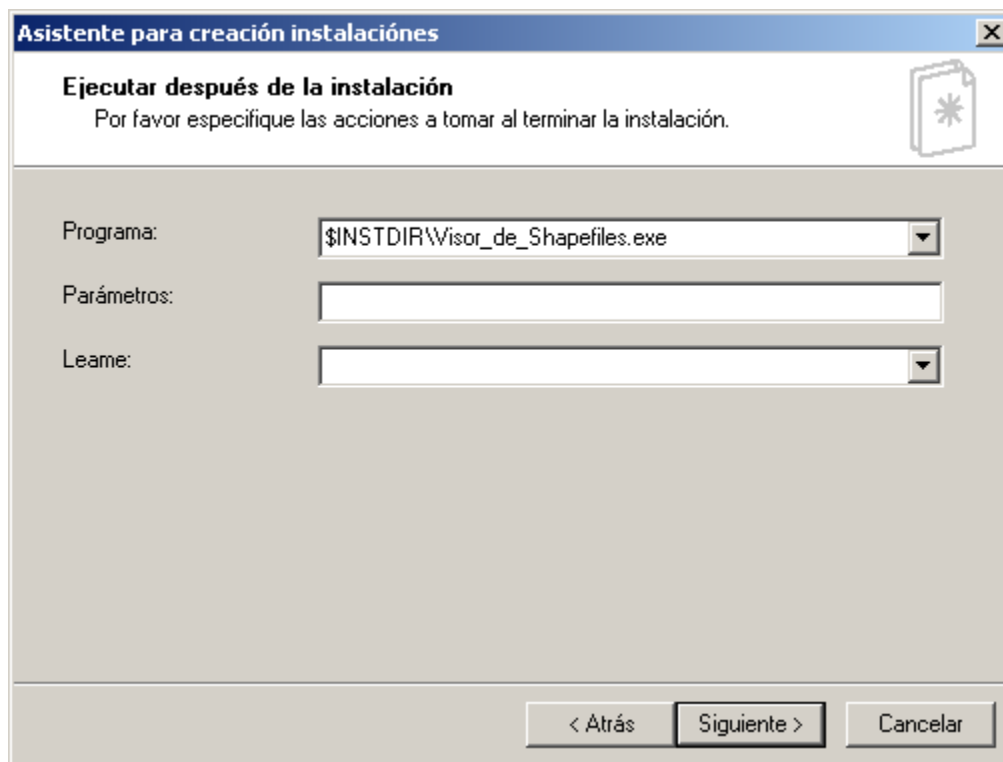 Asistente para creación instalaciónes
Ejecutar después de la instalación
Por favor especifique las acciones a tomar al terminar la instalación.
Programa:
$INSTDIR\Visor_de_Shapefiles.exe
Parámetros:
Leame:
< Atrás
Siguiente >
Cancelar